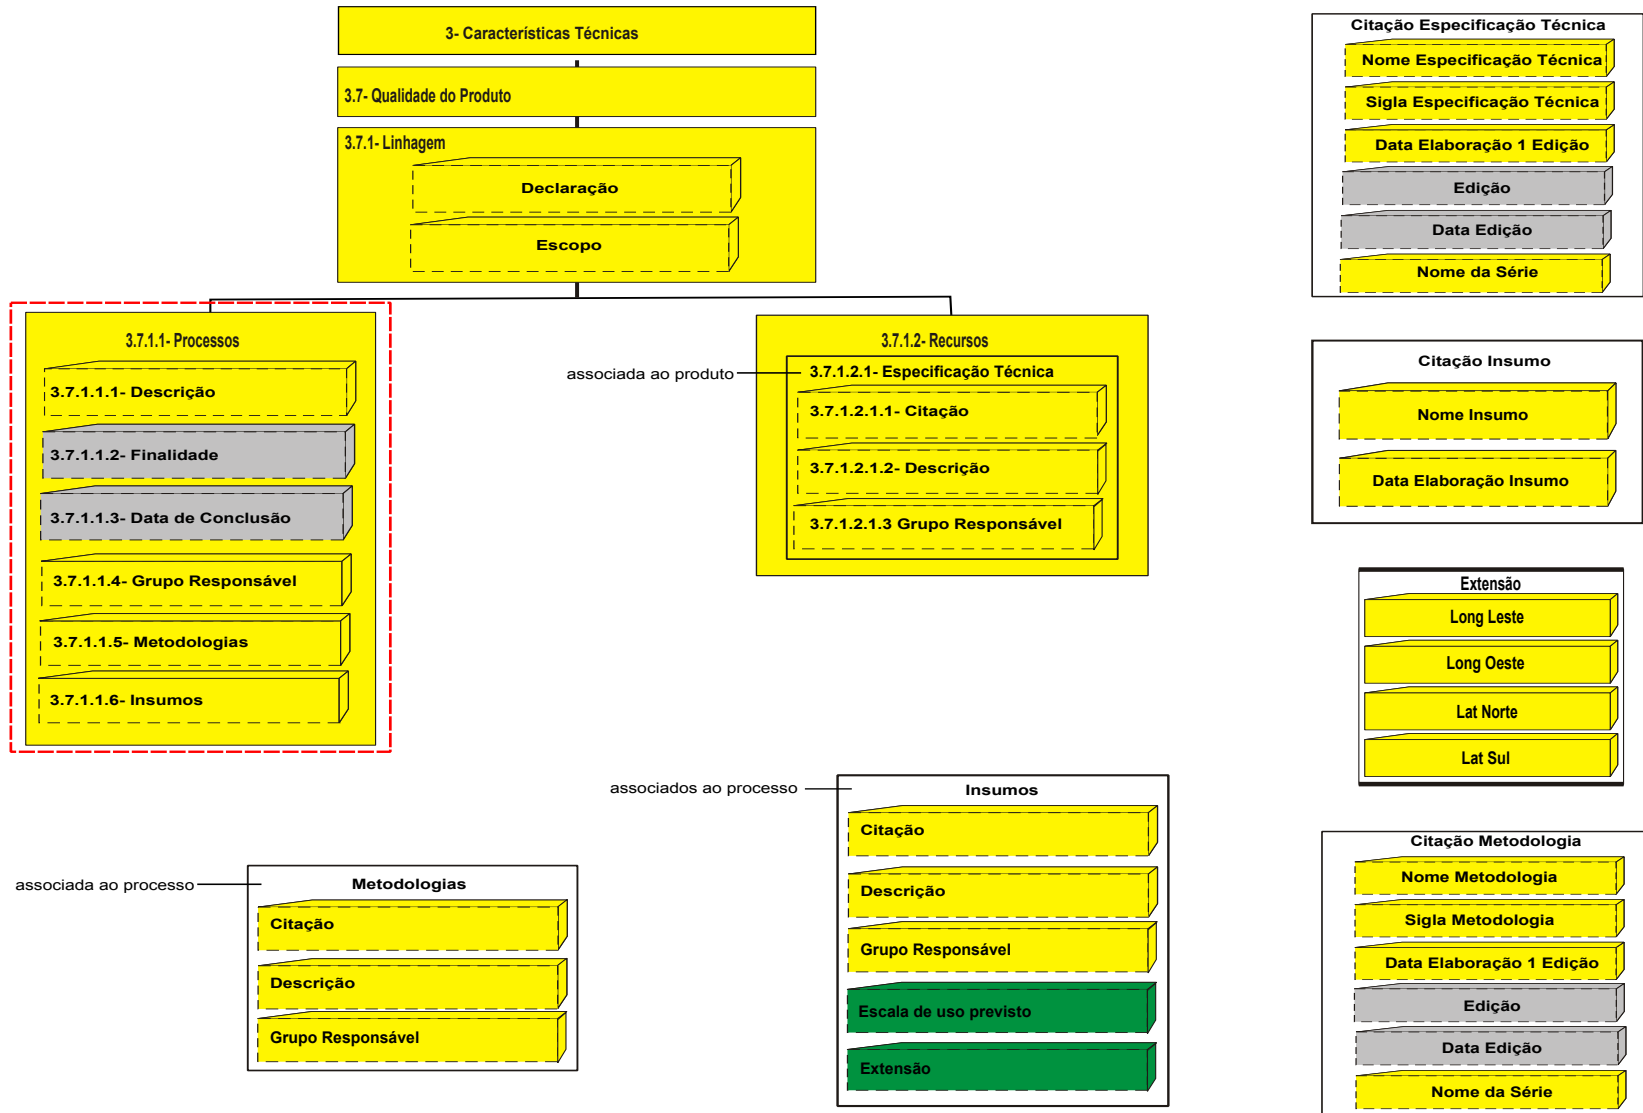 3- Características Técnicas
3.7- Qualidade do Produto
3.7.1- Linhagem
Declaração
Escopo
3.7.1.1- Processos
3.7.1.1.1- Descrição
3.7.1.1.2- Finalidade
3.7.1.1.3- Data de Conclusão
3.7.1.1.4- Grupo Responsável
3.7.1.1.5- Metodologias
3.7.1.1.6- Insumos
associada ao produto
3.7.1.2- Recursos
3.7.1.2.1- Especificação Técnica
3.7.1.2.1.1- Citação
3.7.1.2.1.2- Descrição
3.7.1.2.1.3 Grupo Responsável
associada ao processo
Metodologias
Citação
Descrição
Grupo Responsável
associados ao processo
Insumos
Citação
Descrição
Grupo Responsável
Escala de uso previsto
Extensão
Citação Especificação Técnica
Nome Especificação Técnica
Sigla Especificação Técnica
Data Elaboração 1 Edição
Edição
Data Edição
Nome da Série
Citação Insumo
Nome Insumo
Data Elaboração Insumo
Extensão
Long Leste
Long Oeste
Lat Norte
Lat Sul
Citação Metodologia
Nome Metodologia
Sigla Metodologia
Data Elaboração 1 Edição
Edição
Data Edição
Nome da Série